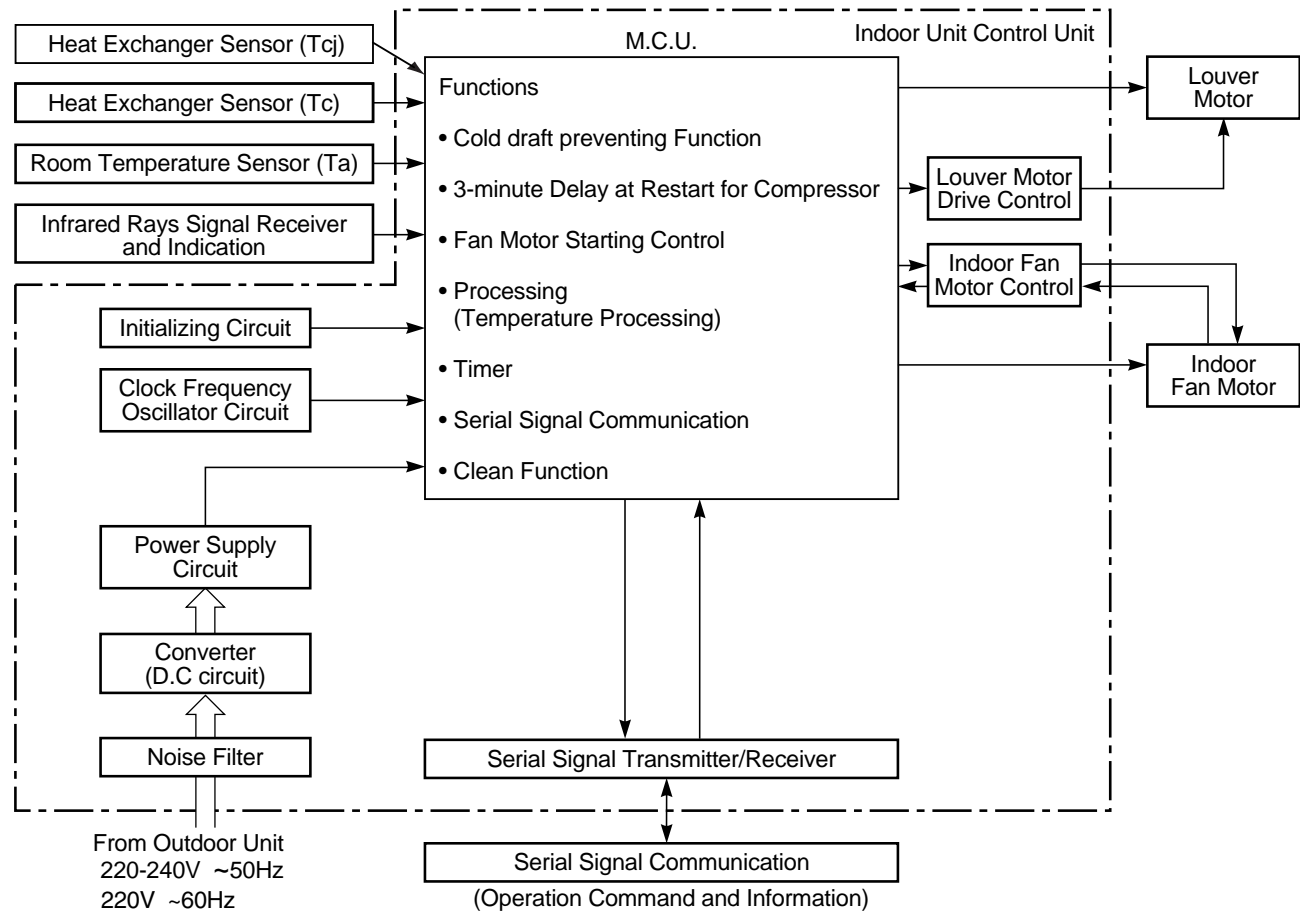 Heat Exchanger Sensor (Tcj)
Heat Exchanger Sensor (Tc)
Room Temperature Sensor (Ta)
Infrared Rays Signal Receiver
and Indication
Initializing Circuit
Clock Frequency
Oscillator Circuit
Power Supply
Circuit
Converter
(D.C circuit)
Noise Filter
From Outdoor Unit
220-240V ~50Hz
220V ~60Hz
M.C.U.
Indoor Unit Control Unit
Functions
• Cold draft preventing Function
• 3-minute Delay at Restart for Compressor
• Fan Motor Starting Control
• Processing
(Temperature Processing)
• Timer
• Serial Signal Communication
• Clean Function
Louver
Motor
Louver Motor
Drive Control
Indoor Fan
Motor Control
Indoor
Fan Motor
Serial Signal Transmitter/Receiver
Serial Signal Communication
(Operation Command and Information)